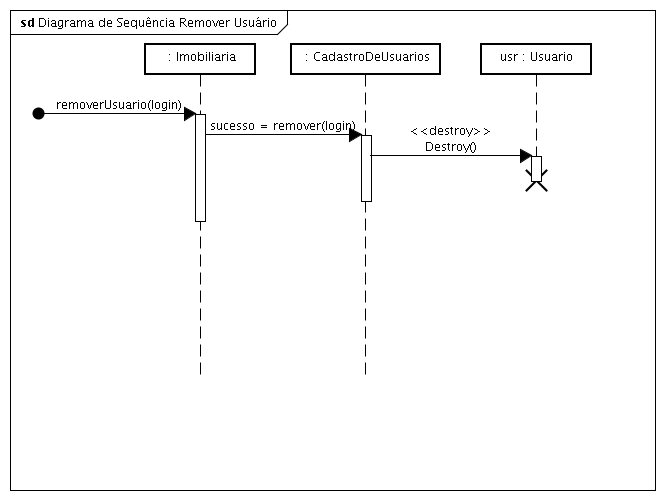 sd Diagrama de Sequência Remover Usuário
: Imobiliaria
: CadastroDeUsuarios
usr : Usuario
removerUsuario(login)
sucesso = remover(login)
<<destroy>>
Destroy()